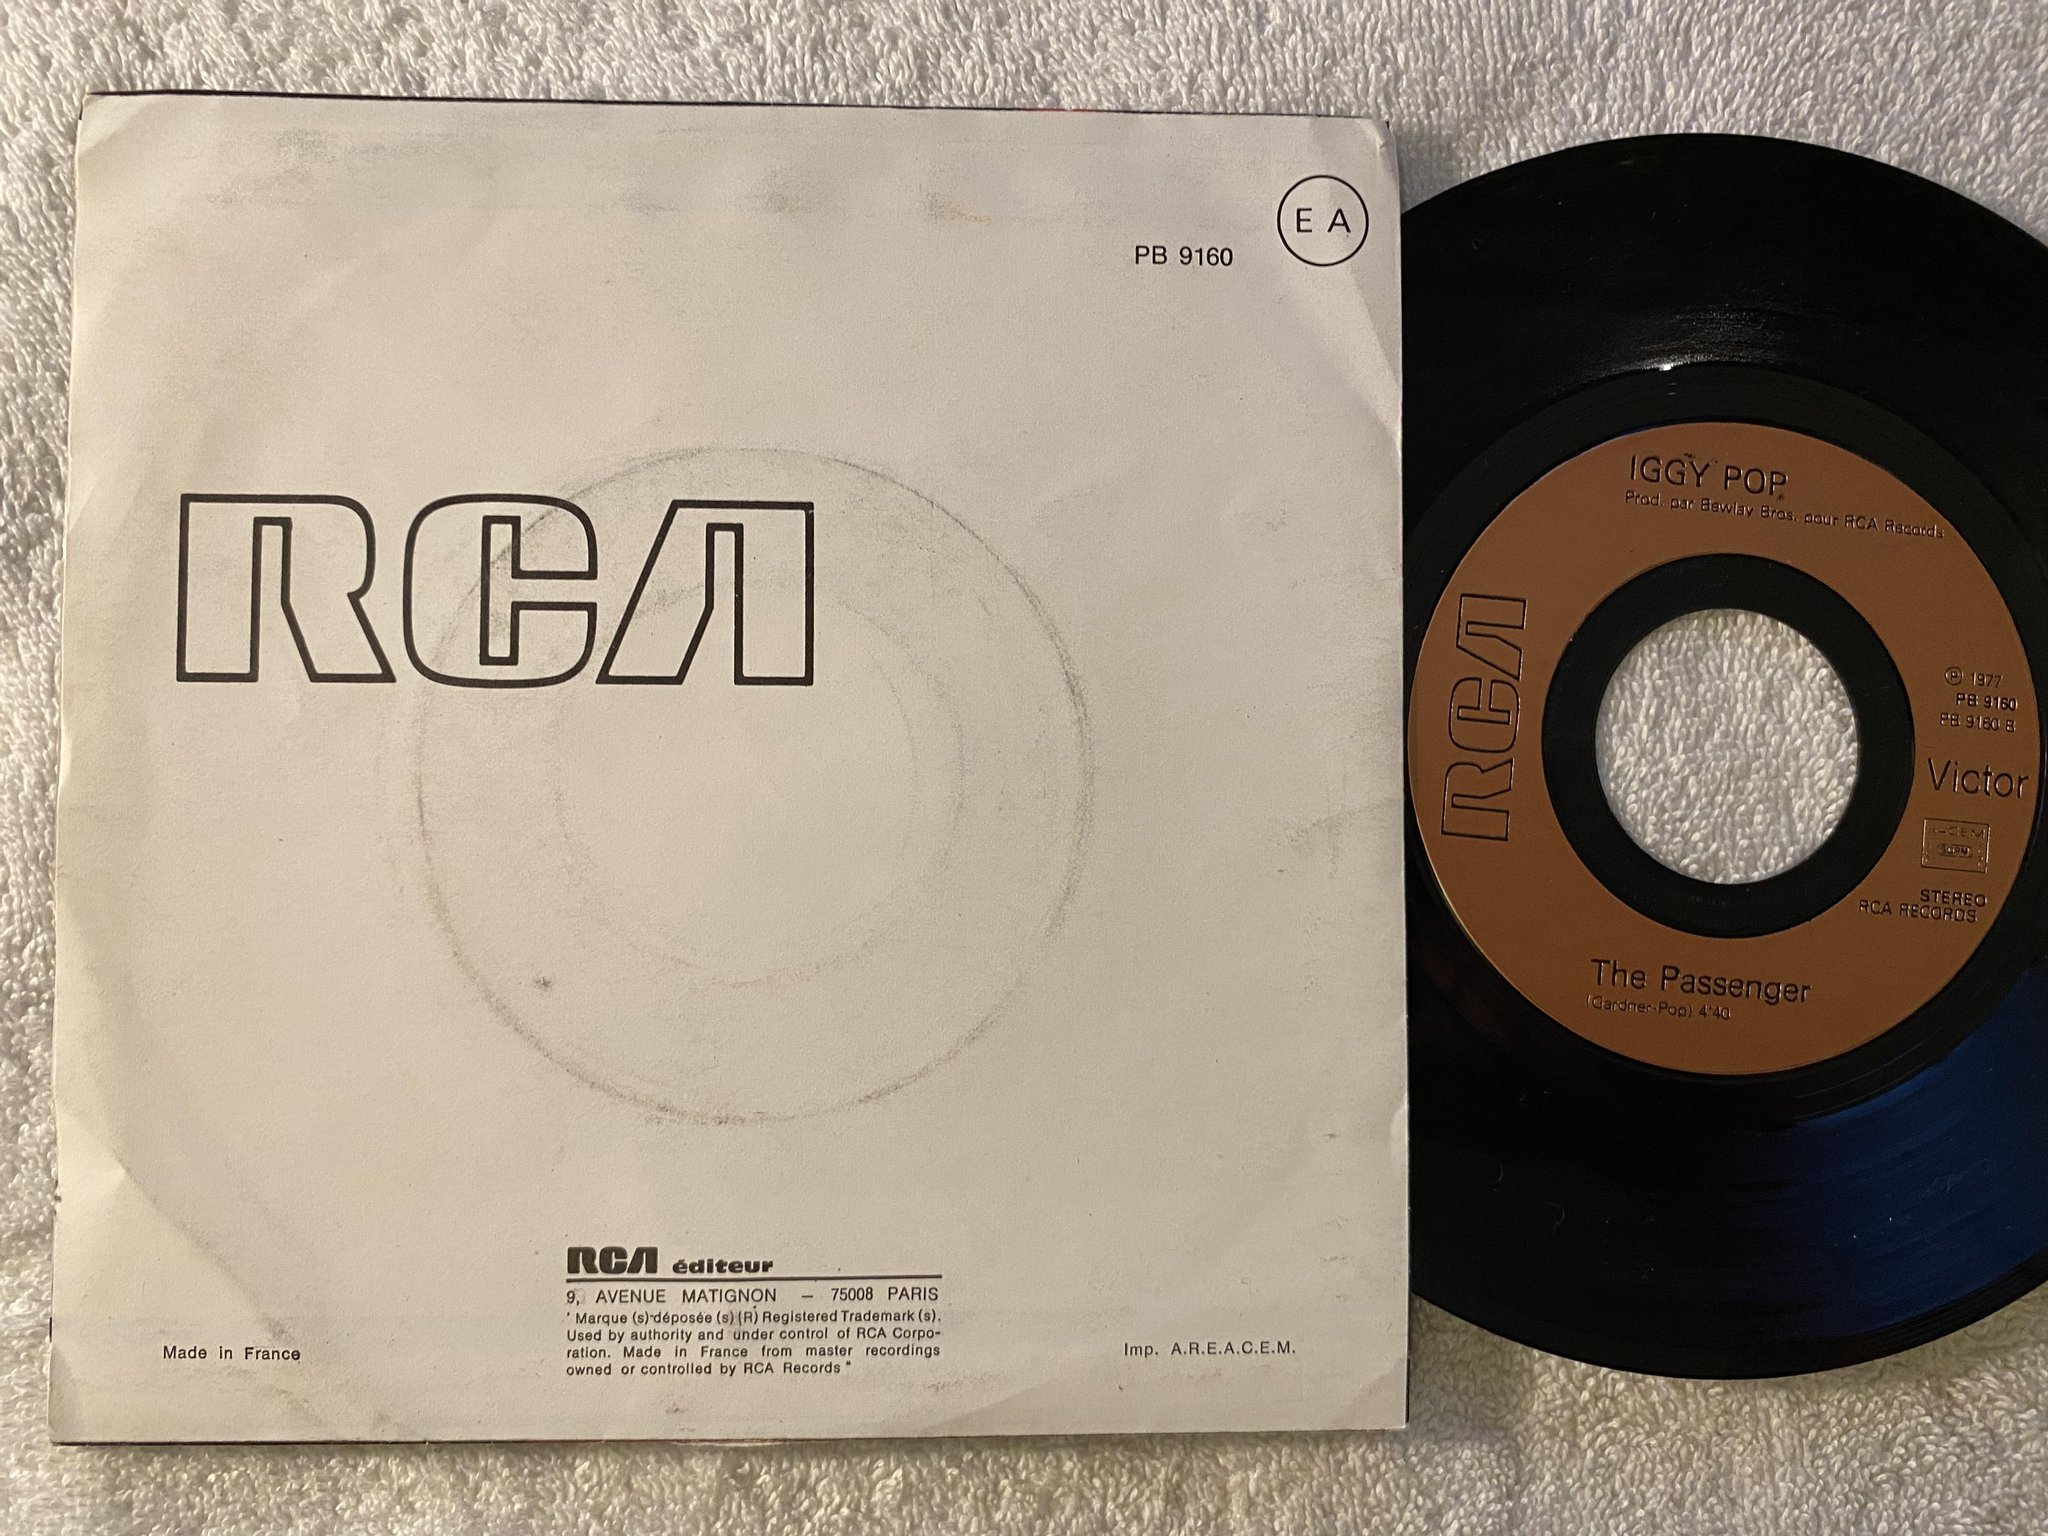 E A
PB 9160
RCA
RCA éditeur
9, AVENUE MATIGNON – 75008 PARIS
" Marque (s) déposée (s) (R) Registered Trademark (s).
Used by authority and under control of RCA Corpo-
ration. Made in France from master recordings
owned or controlled by RCA Records "
Made in France
Imp. A.R.E.A.C.E.M.
IGGY POP
Prod. par Bewlay Bros. pour RCA Records
RCA
Ⓟ 1977
PB 9160
PB 9160 B
Victor
SDRM
STEREO
RCA RECORDS
The Passenger
(Gardner-Pop) 4'40